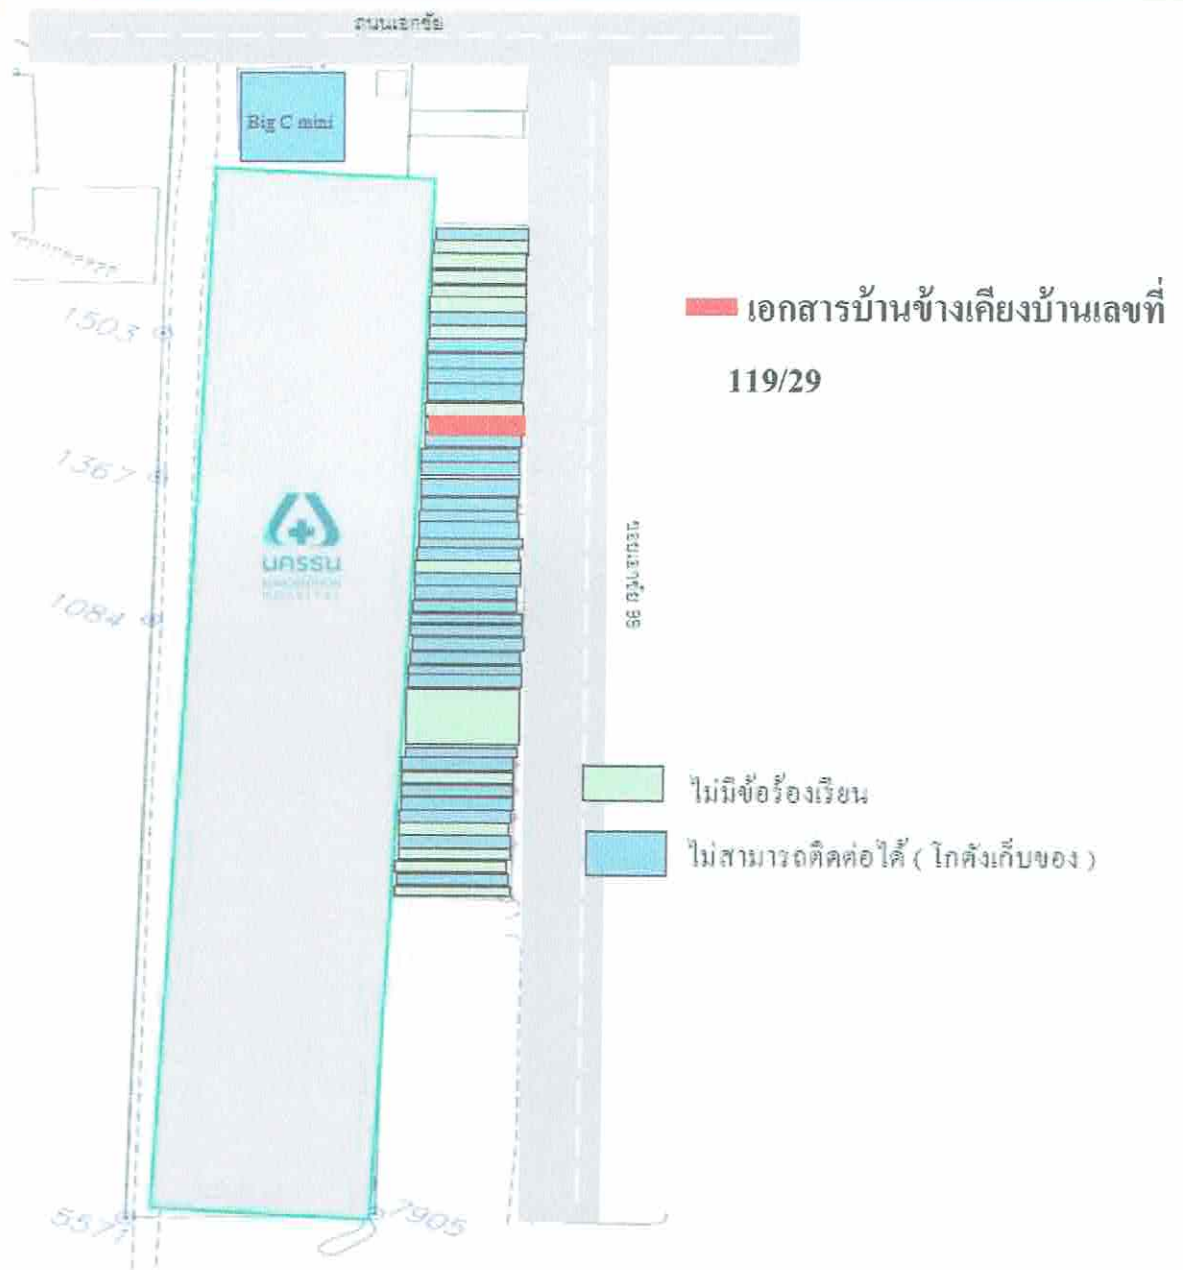 ถนนเอกชัย
Big C mini
เอกสารบ้านข้างเคียงบ้านเลขที่
119/29
1503
1367
นครธน
HOSPITAL
ซอยเอกชัย 99
1084
ไม่มีข้อร้องเรียน
ไม่สามารถติดต่อได้ ( โกดังเก็บของ )
5571
7905